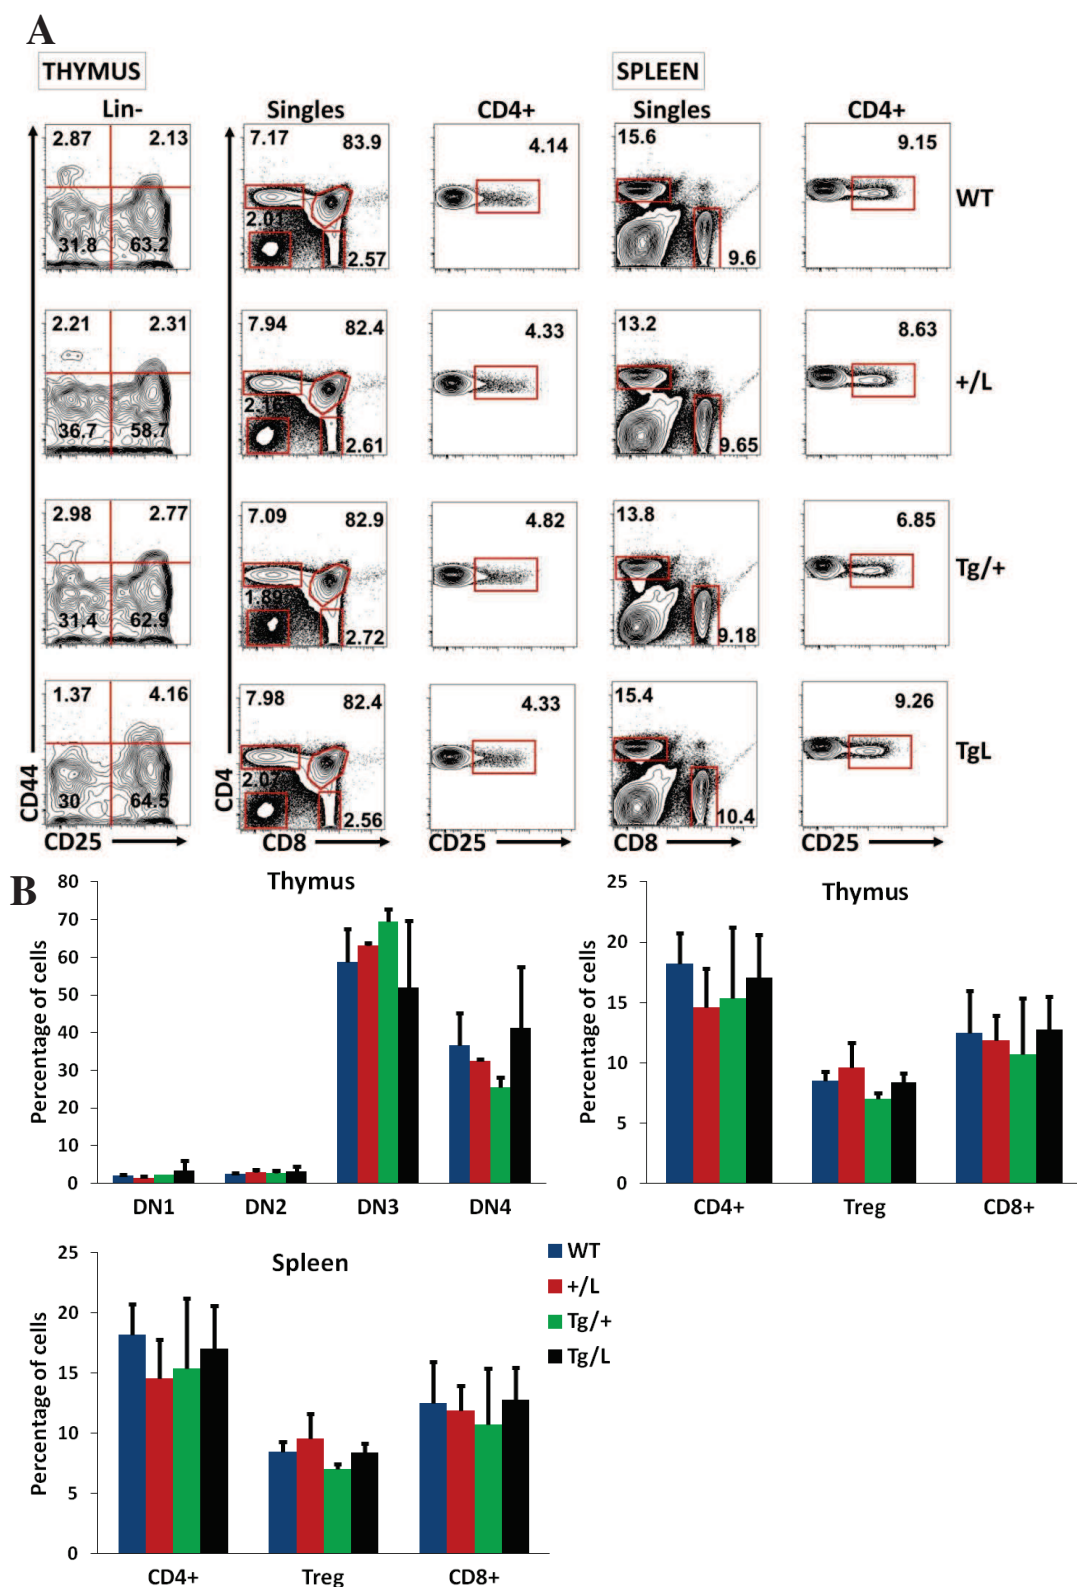 A
THYMUS
SPLEEN
Lin-
Singles
CD4+
Singles
CD4+
2.87 2.13
31.8 63.2
7.17 83.9
2.01
2.57
4.14
15.6
9.6
9.15
WT
2.21 2.31
36.7 58.7
7.94 82.4
2.16
2.61
4.33
13.2
9.65
8.63
+/L
2.98 2.77
31.4 62.9
7.09 82.9
1.89
2.72
4.82
13.8
9.18
6.85
Tg/+
1.37 4.16
30 64.5
7.98 82.4
2.07
2.56
4.33
15.4
10.4
9.26
TgL
CD44
CD4
CD25
CD8
CD25
CD8
CD25
B
Thymus
Percentage of cells
80
70
60
50
40
30
20
10
0
DN1 DN2 DN3 DN4
Thymus
Percentage of cells
25
20
15
10
5
0
CD4+ Treg CD8+
Spleen
Percentage of cells
25
20
15
10
5
0
CD4+ Treg CD8+
WT
+/L
Tg/+
Tg/L